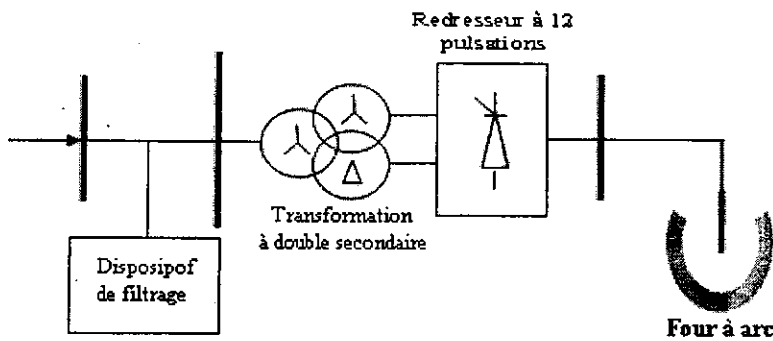 Redresseur à 12
pulsations
Transformation
à double secondaire
Disposipof
de filtrage
Four à arc